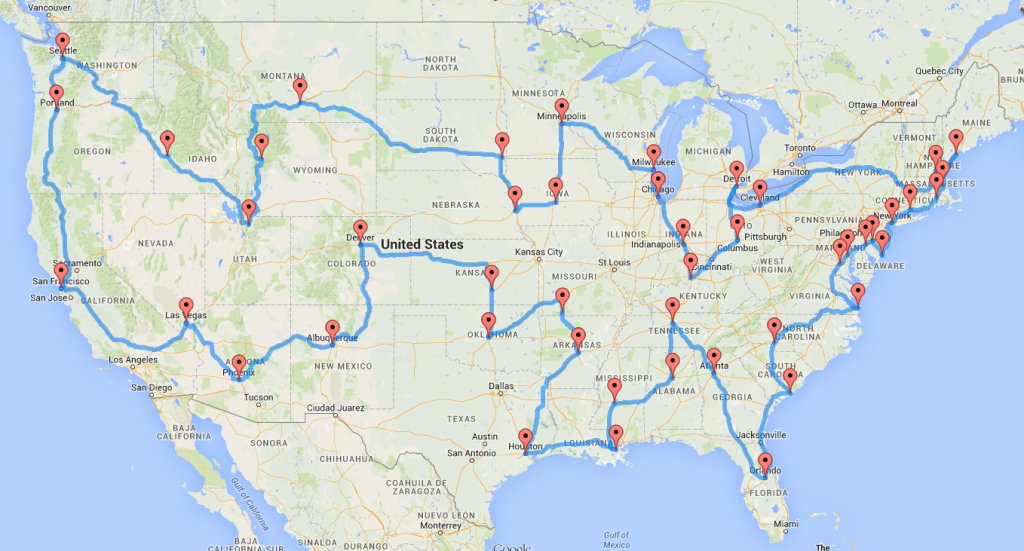 Vancouver
Seattle
WASHINGTON
Portland
OREGON
IDAHO
MONTANA
NORTH
DAKOTA
SOUTH
DAKOTA
MINNESOTA
Minneapolis
WISCONSIN
Milwaukee
MICHIGAN
Detroit
Chicago
Toronto
Hamilton
Ottawa
Montreal
Quebec City
MAINE
VERMONT
NEW YORK
MASSACHUSETTS
CONNECTICUT
New York
WYOMING
NEBRASKA
IOWA
ILLINOIS
INDIANA
Indianapolis
Cleveland
Columbus
Pittsburgh
PENNSYLVANIA
MARYLAND
DELAWARE
NEVADA
UTAH
Denver
COLORADO
United States
KANSAS
Kansas City
MISSOURI
St Louis
Cincinnati
WEST
VIRGINIA
KENTUCKY
VIRGINIA
Sacramento
San Francisco
San Jose
CALIFORNIA
Las Vegas
Los Angeles
San Diego
Phoenix
Tucson
Albuquerque
NEW MEXICO
OKLAHOMA
ARKANSAS
TENNESSEE
NORTH
CAROLINA
SOUTH
CAROLINA
Atlanta
GEORGIA
ALABAMA
MISSISSIPPI
Dallas
TEXAS
Austin
San Antonio
Houston
LOUISIANA
Jacksonville
Orlando
FLORIDA
Miami
Ciudad Juarez
BAJA
CALIFORNIA
SONORA
CHIHUAHUA
COAHUILA DE
ZARAGOZA
NUEVO LEON
Monterrey
Gulf of
California
BAJA
CALIFORNIA SUR
DURANGO
Google
Gulf of
Mexico
The